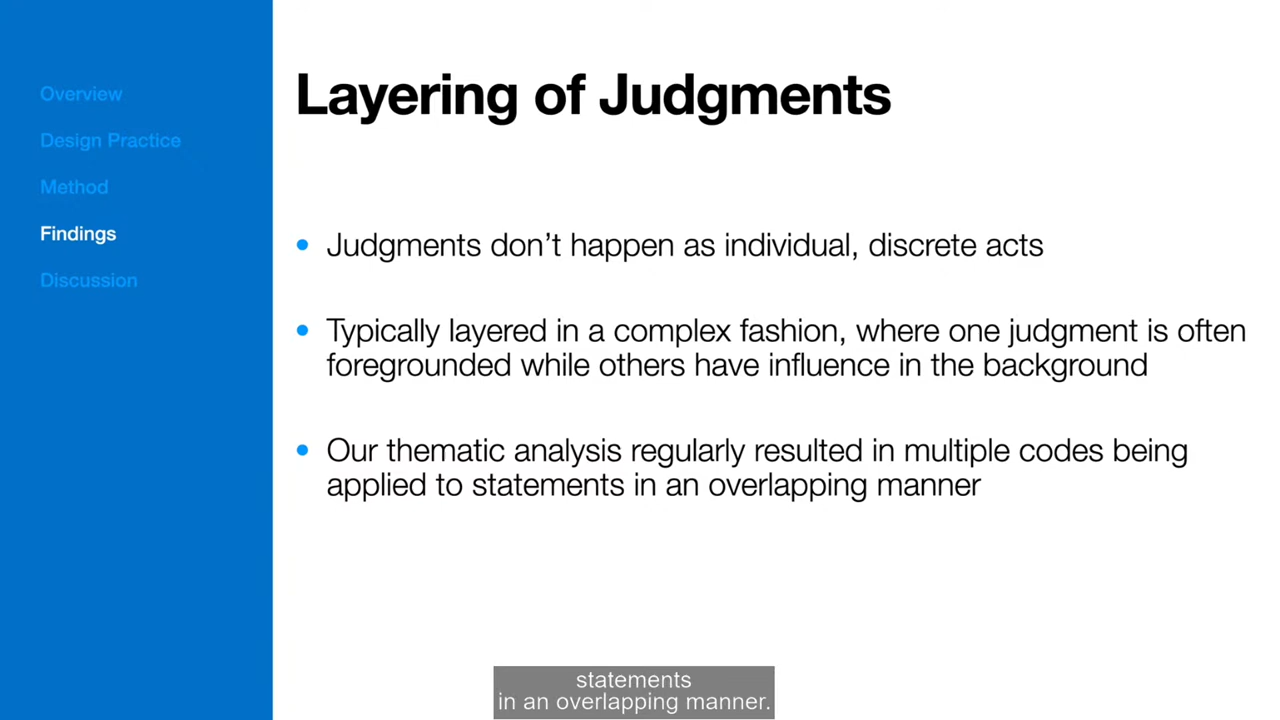 Overview
Design Practice
Method
Findings
Discussion
Layering of Judgments
• Judgments don’t happen as individual, discrete acts
• Typically layered in a complex fashion, where one judgment is often
foregrounded while others have influence in the background
• Our thematic analysis regularly resulted in multiple codes being
applied to statements in an overlapping manner
statements
in an overlapping manner.